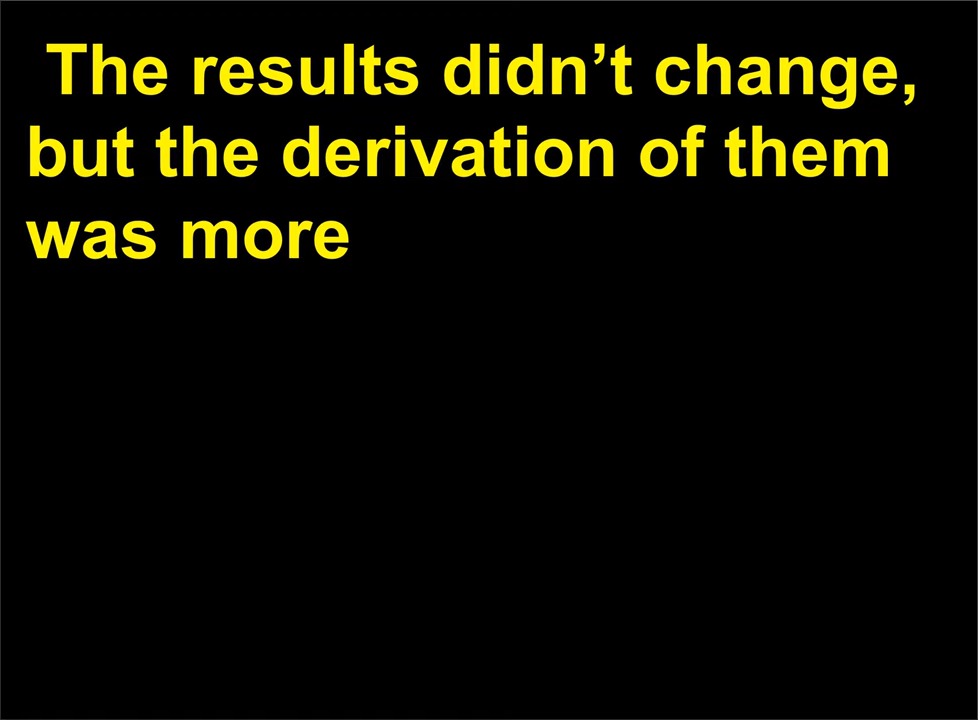 The results didn’t change,
but the derivation of them
was more